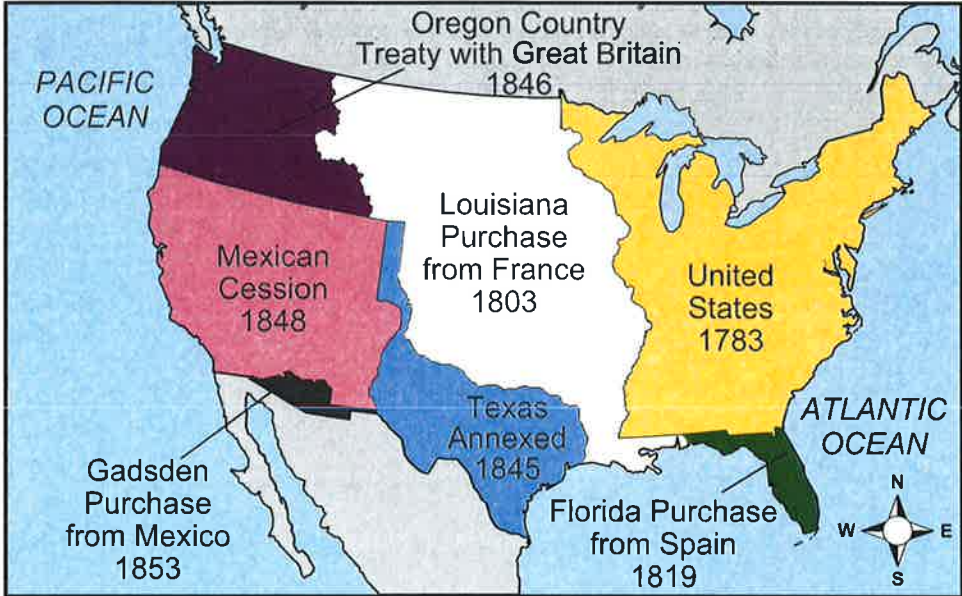 Oregon Country
Treaty with Great Britain
1846
PACIFIC
OCEAN
Louisiana
Purchase
from France
1803
Mexican
Cession
1848
United
States
1783
Texas
Annexed
1845
ATLANTIC
OCEAN
Gadsden
Purchase
from Mexico
1853
Florida Purchase
from Spain
1819
N
W
E
S